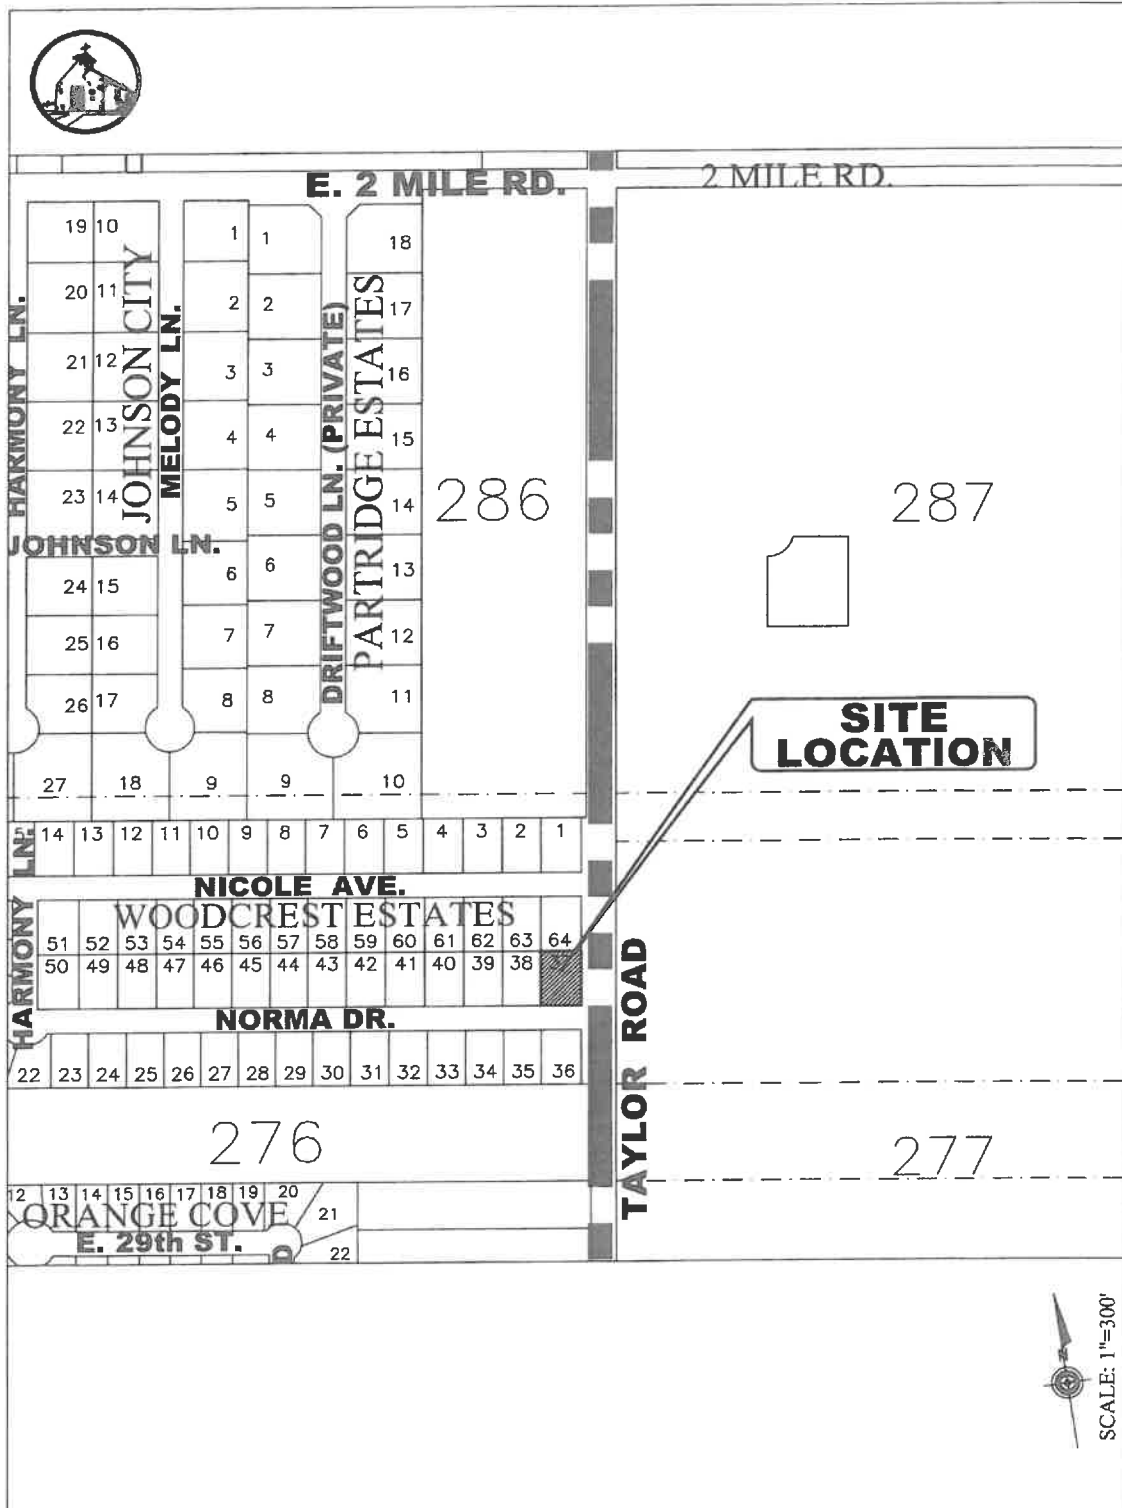 E. 2 MILE RD.
2 MILE RD.
19 10
20 11
21 12
22 13
23 14
24 15
25 16
26 17
27
18
HARMONY LN.
JOHNSON CITY
MELODY LN.
JOHNSON LN.
1
2
3
4
5
6
7
8
9
1
2
3
4
5
6
7
8
9
DRIFTWOOD LN. (PRIVATE)
PARTRIDGE ESTATES
18
17
16
15
14
13
12
11
10
286
287
SITE
LOCATION
14 13 12 11 10 9 8 7 6 5 4 3 2 1
HARMONY LN.
NICOLE AVE.
WOODCREST ESTATES
51 52 53 54 55 56 57 58 59 60 61 62 63 64
50 49 48 47 46 45 44 43 42 41 40 39 38 37
NORMA DR.
22 23 24 25 26 27 28 29 30 31 32 33 34 35 36
TAYLOR ROAD
276
277
12 13 14 15 16 17 18 19 20
21
22
ORANGE COVE
E. 29th ST.
D
N
SCALE: 1"=300'